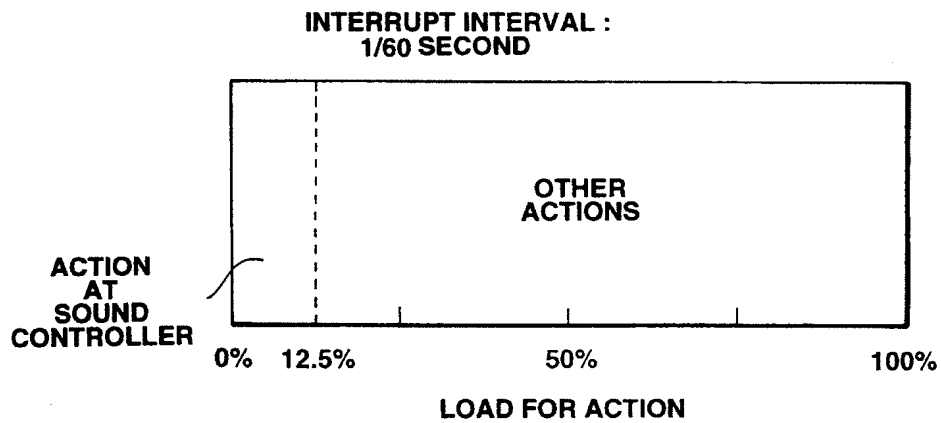 INTERRUPT INTERVAL :
1/60 SECOND
OTHER
ACTIONS
ACTION
AT
SOUND
CONTROLLER
0% 12.5% 50% 100%
LOAD FOR ACTION